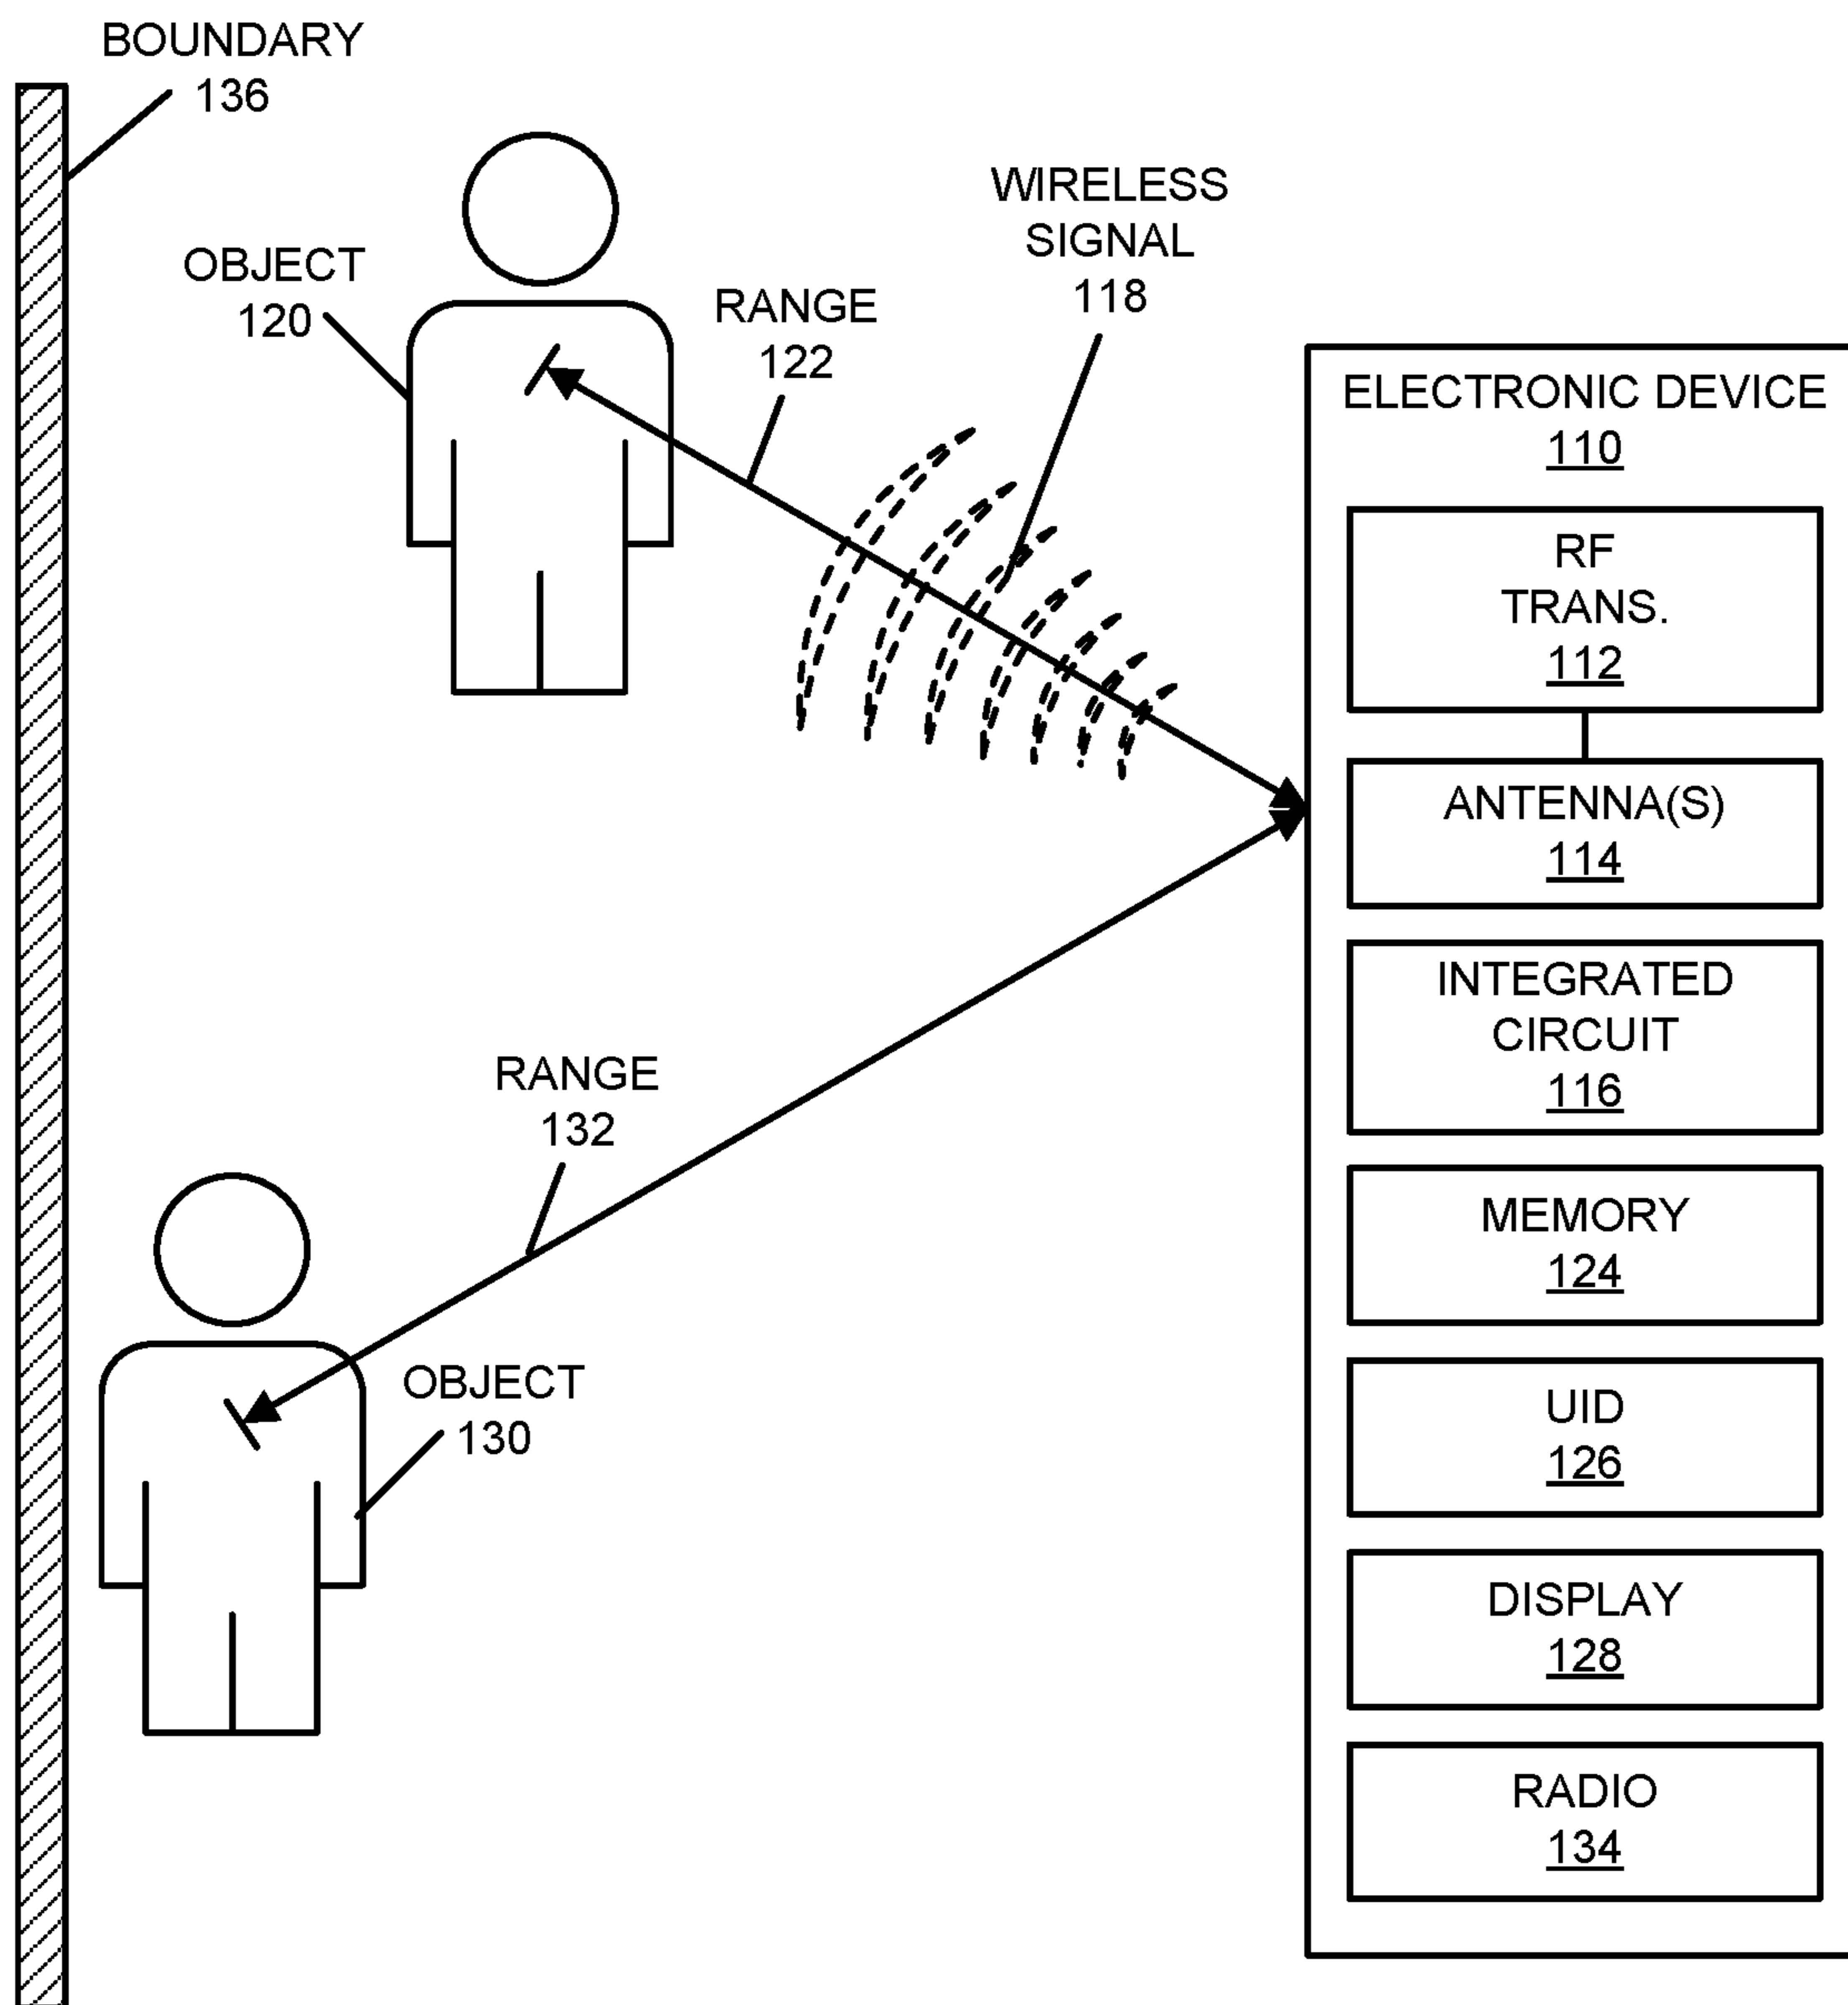 BOUNDARY
136
OBJECT
120
RANGE
122
WIRELESS
SIGNAL
118
ELECTRONIC DEVICE
110
RF
TRANS.
112
ANTENNA(S)
114
INTEGRATED
CIRCUIT
116
RANGE
132
MEMORY
124
OBJECT
130
UID
126
DISPLAY
128
RADIO
134